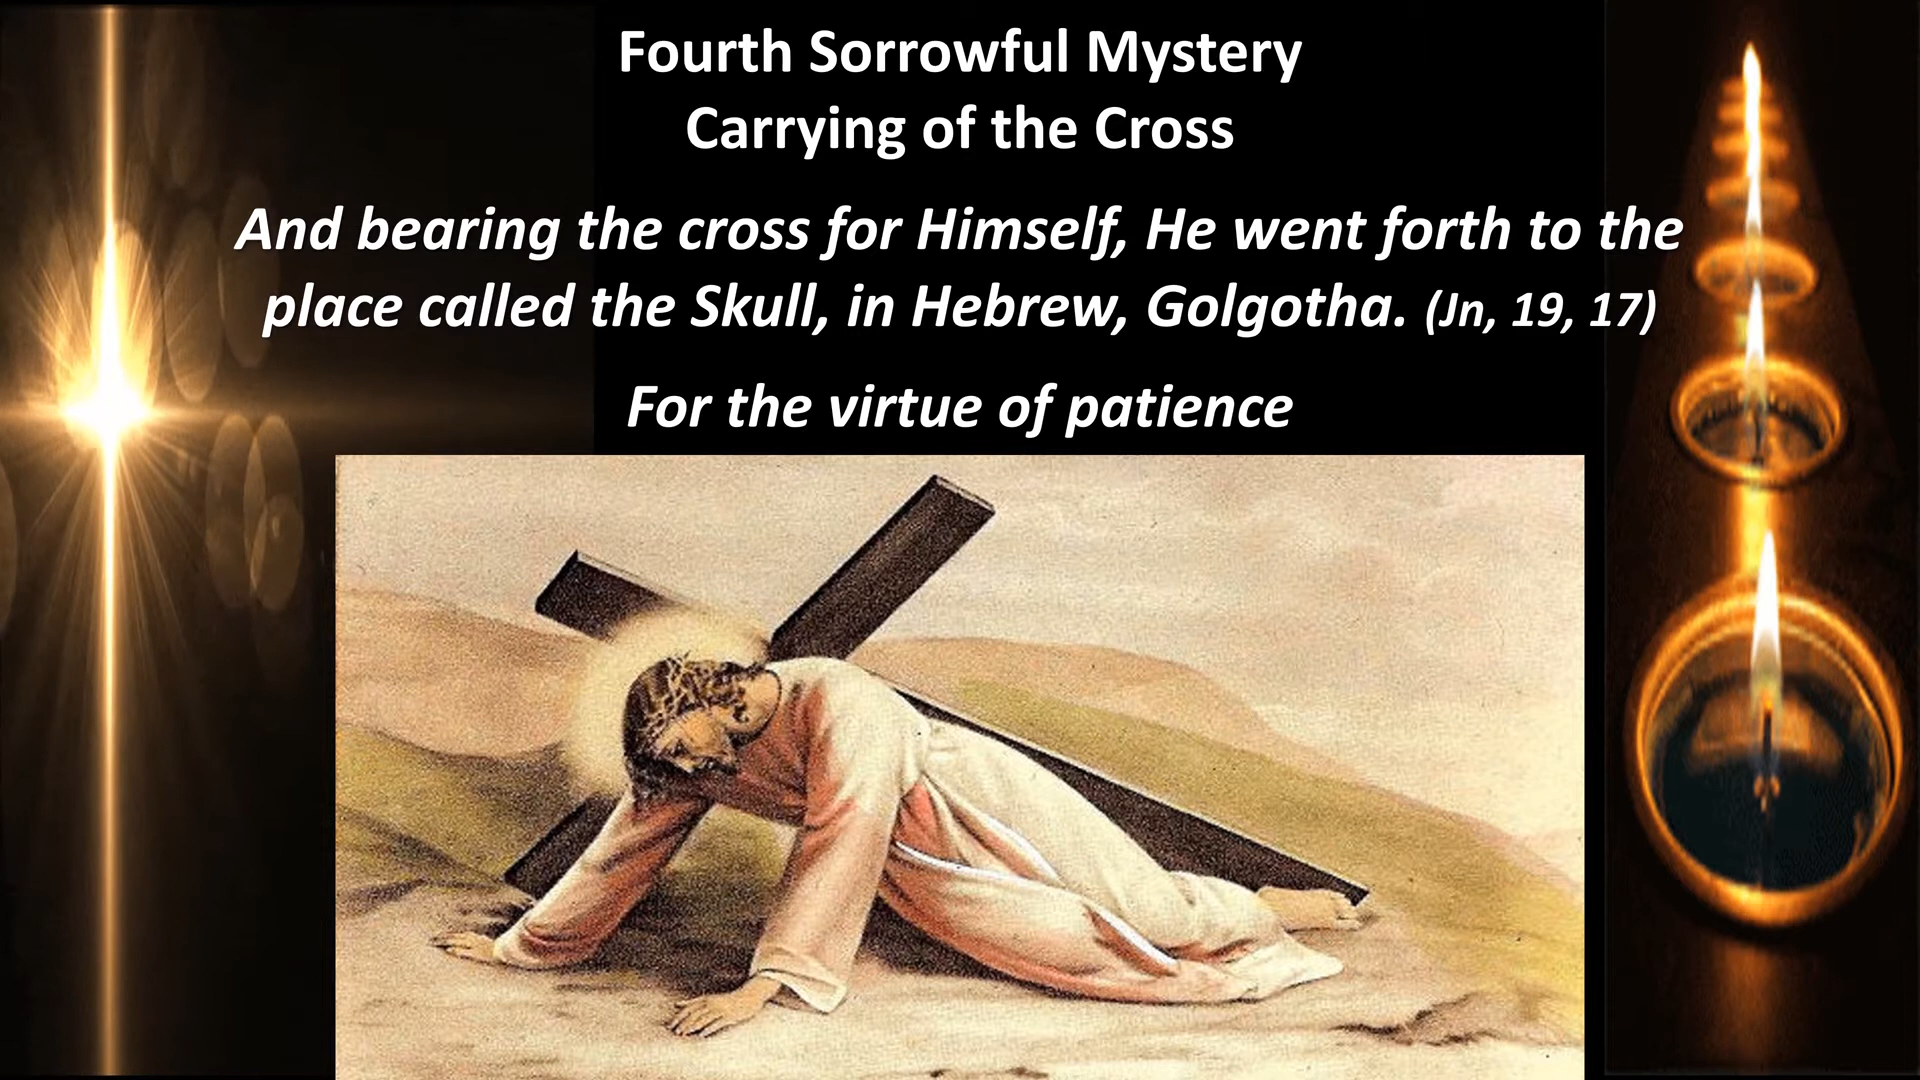 Fourth Sorrowful Mystery
Carrying of the Cross
And bearing the cross for Himself, He went forth to the
place called the Skull, in Hebrew, Golgotha. (Jn, 19, 17)
For the virtue of patience